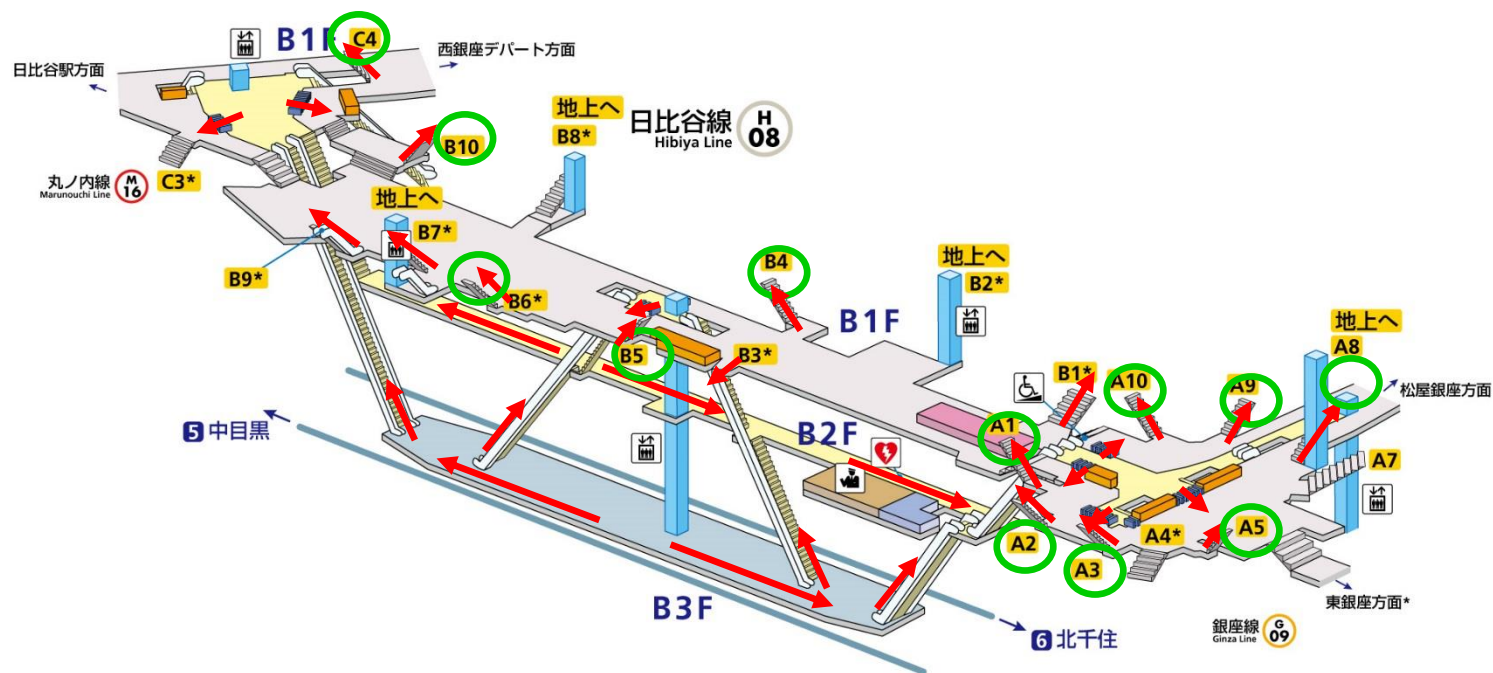 B1F
C4
西銀座デパート方面
日比谷駅方面
B10
地上へ
B8*
日比谷線
Hibiya Line
H
08
丸ノ内線
Marunouchi Line
M
16
C3*
地上へ
B7*
B9*
B6*
B4
地上へ
B2*
B1F
B5
B3*
地上へ
A8
B1*
A10
A9
松屋銀座方面
A1
B2F
A7
5 中目黒
A2
A3
A4*
A5
B3F
東銀座方面*
6 北千住
銀座線
Ginza Line
G
09